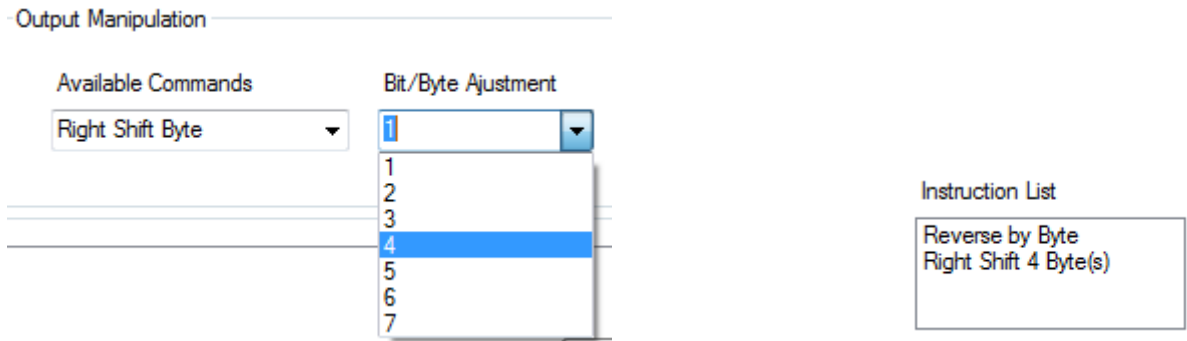 Output Manipulation
Available Commands
Bit/Byte Ajustment
Right Shift Byte
1
1
2
3
4
5
6
7
Instruction List
Reverse by Byte
Right Shift 4 Byte(s)